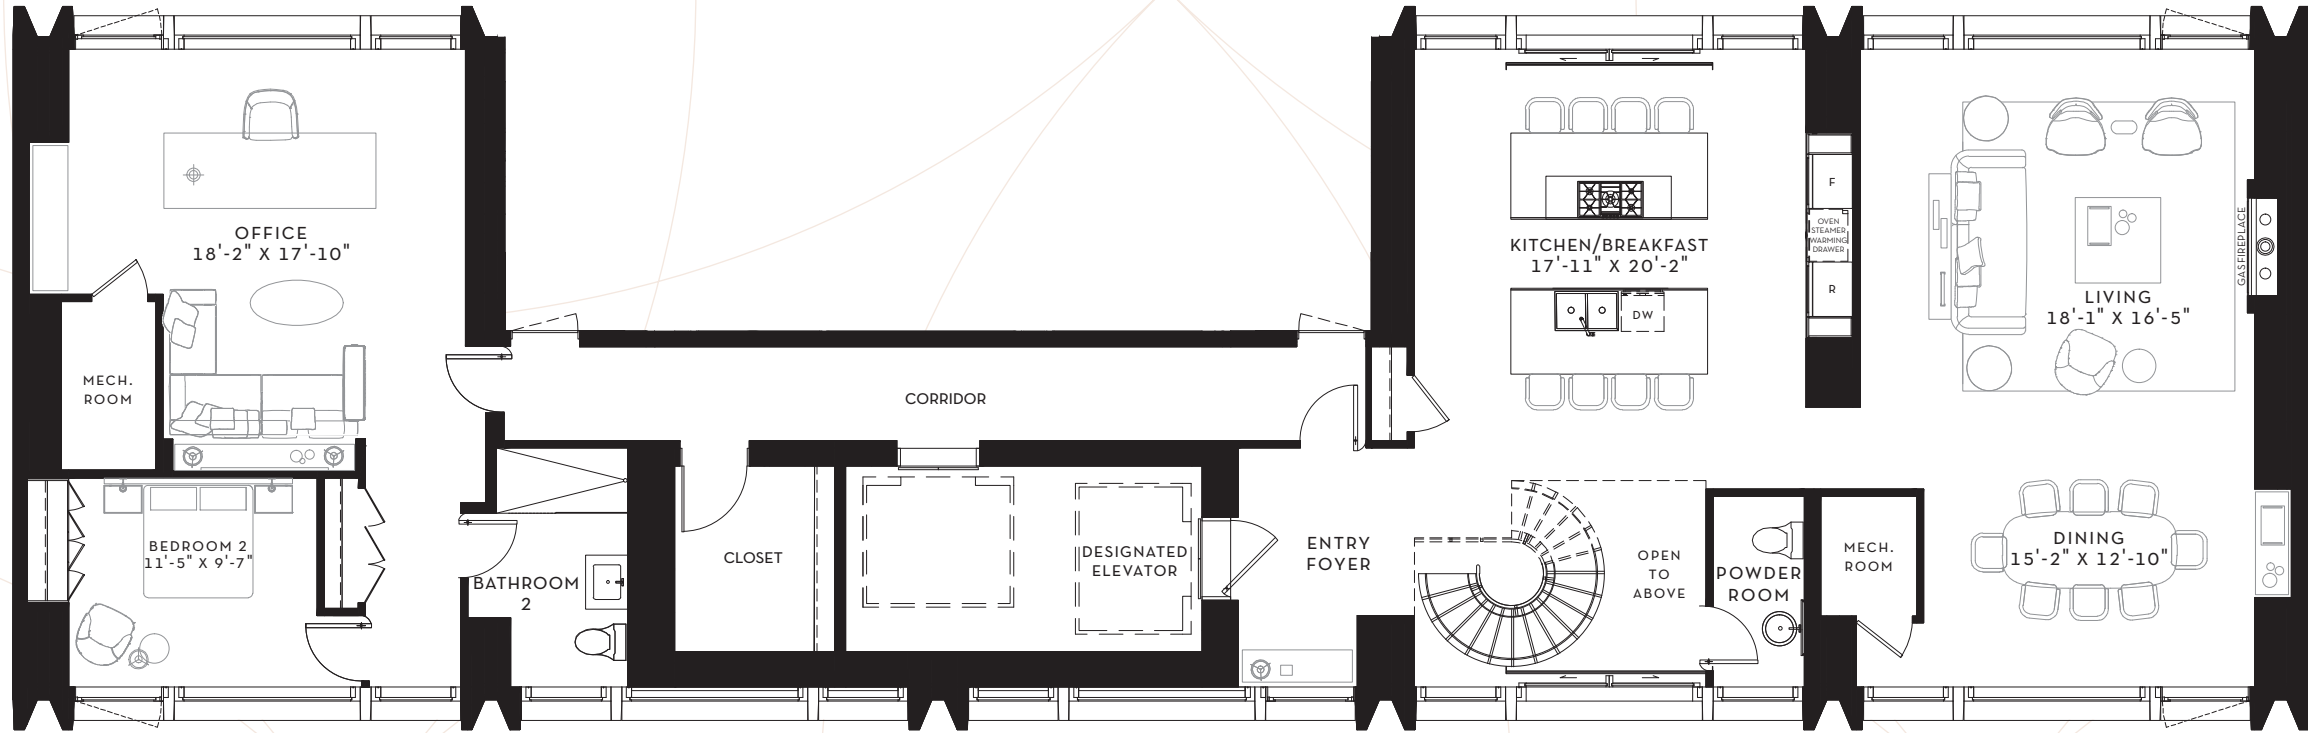 OFFICE
18'-2" X 17'-10"
MECH.
ROOM
BEDROOM 2
11'-5" X 9'-7"
BATHROOM
2
CORRIDOR
CLOSET
DESIGNATED
ELEVATOR
ENTRY
FOYER
KITCHEN/BREAKFAST
17'-11" X 20'-2"
DW
F
OVEN
STEAMER
WARMING
DRAWER
R
OPEN
TO
ABOVE
POWDER
ROOM
MECH.
ROOM
LIVING
18'-1" X 16'-5"
GAS FIREPLACE
DINING
15'-2" X 12'-10"